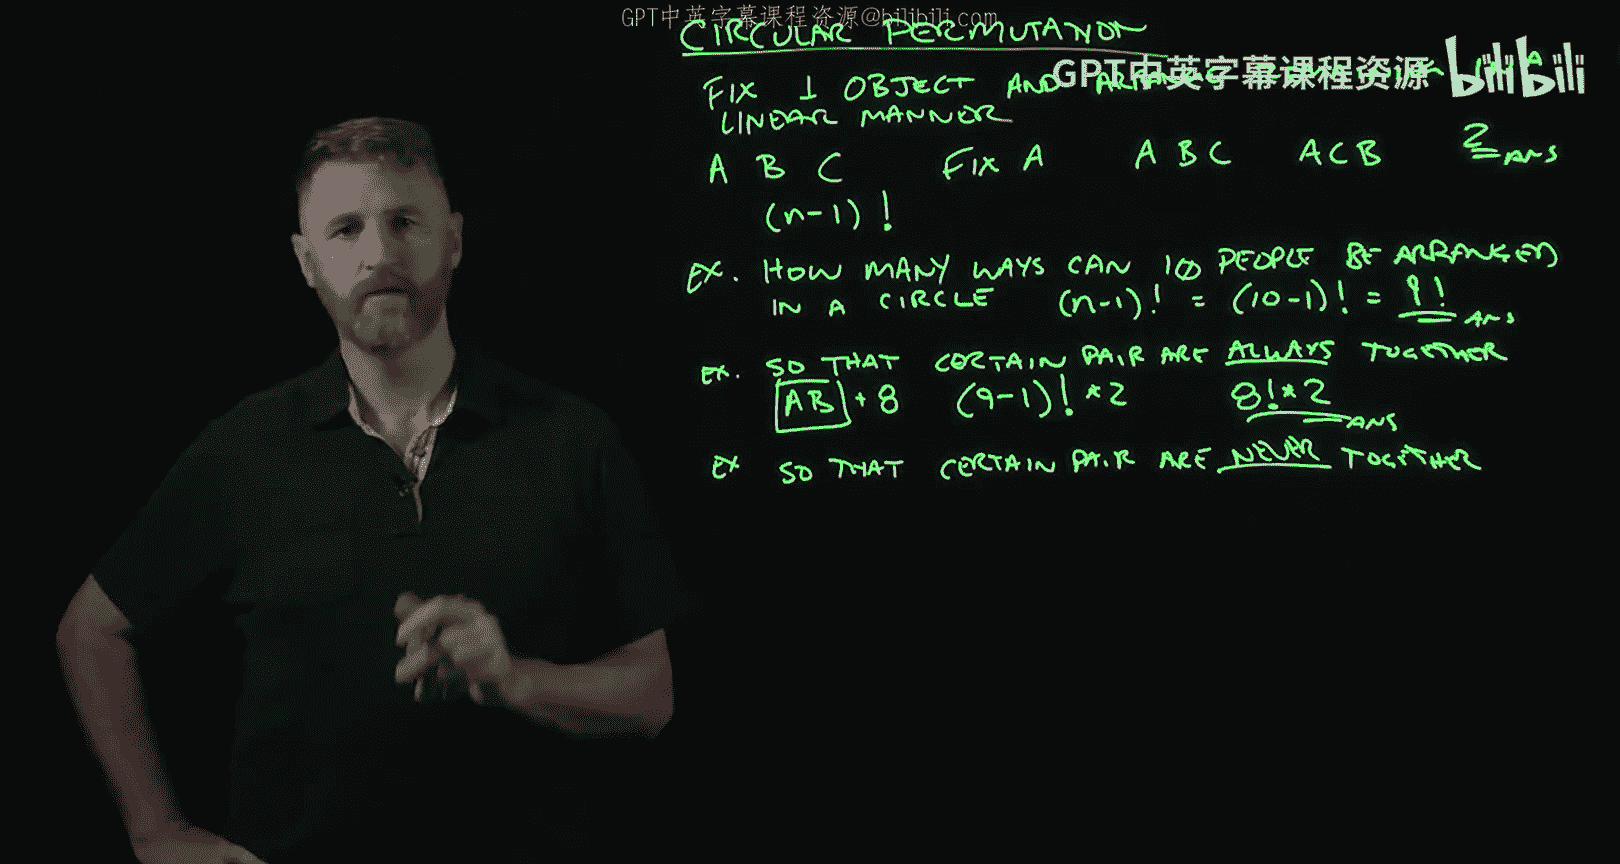 GPT中英字幕课程资源@bilibili.com
CIRCULAR PERMUTATION
GPT中英字幕课程资源 bilibili
FIX 1 OBJECT AND A
LINEAR MANNER
A B C FIX A A B C A C B 2 ANS
(n-1)!
EX. HOW MANY WAYS CAN 10 PEOPLE BE ARRANGED
IN A CIRCLE (n-1)! = (10-1)! = 9! ANS
EX. SO THAT CERTAIN PAIR ARE ALWAYS TOGETHER
AB + 8 (9-1)! * 2 8! * 2 ANS
EX SO THAT CERTAIN PAIR ARE NEVER TOGETHER